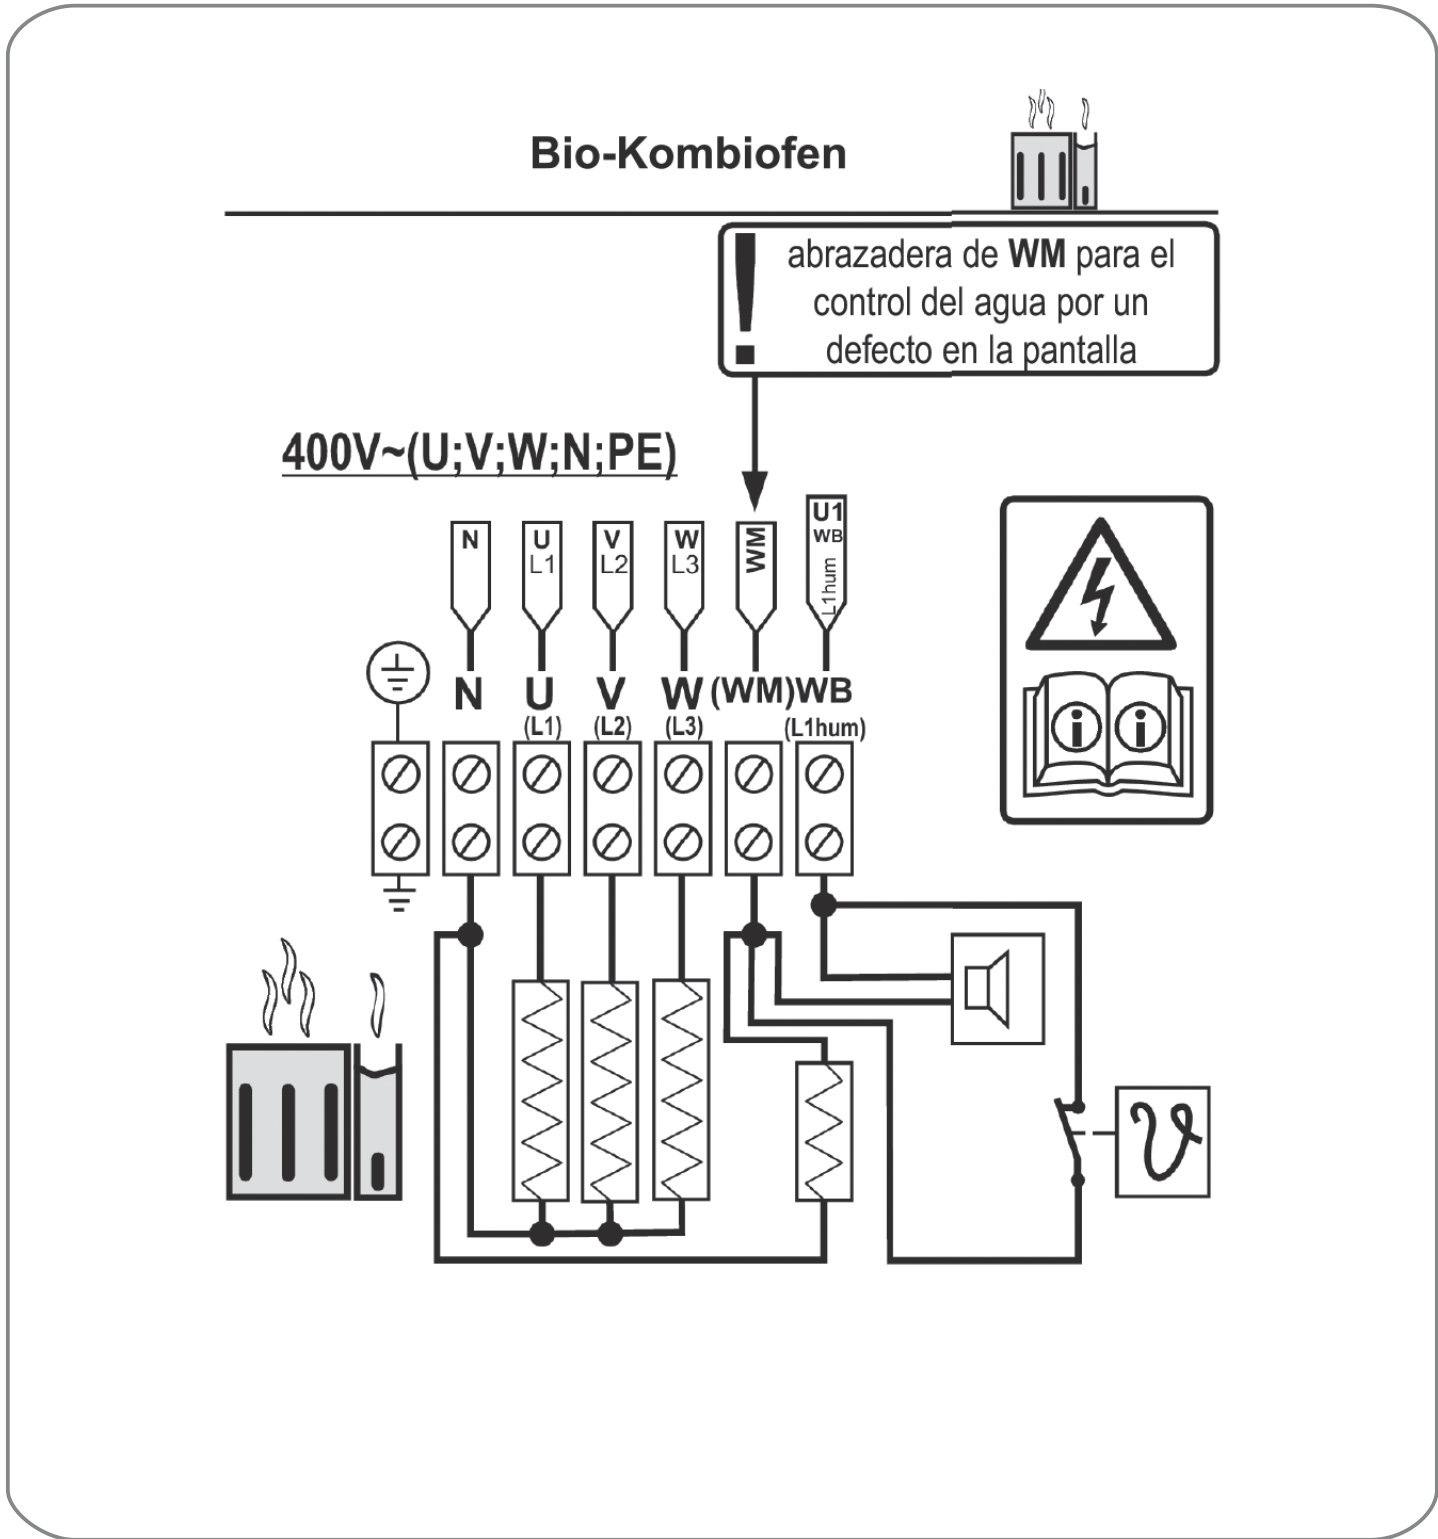 Bio-Kombiofen
! abrazadera de WM para el
control del agua por un
defecto en la pantalla
400V~(U;V;W;N;PE)
N
U
L1
V
L2
W
L3
WM
U1
WB
L1hum
N U V W (WM) WB
(L1) (L2) (L3) (L1hum)
i i
ϑ